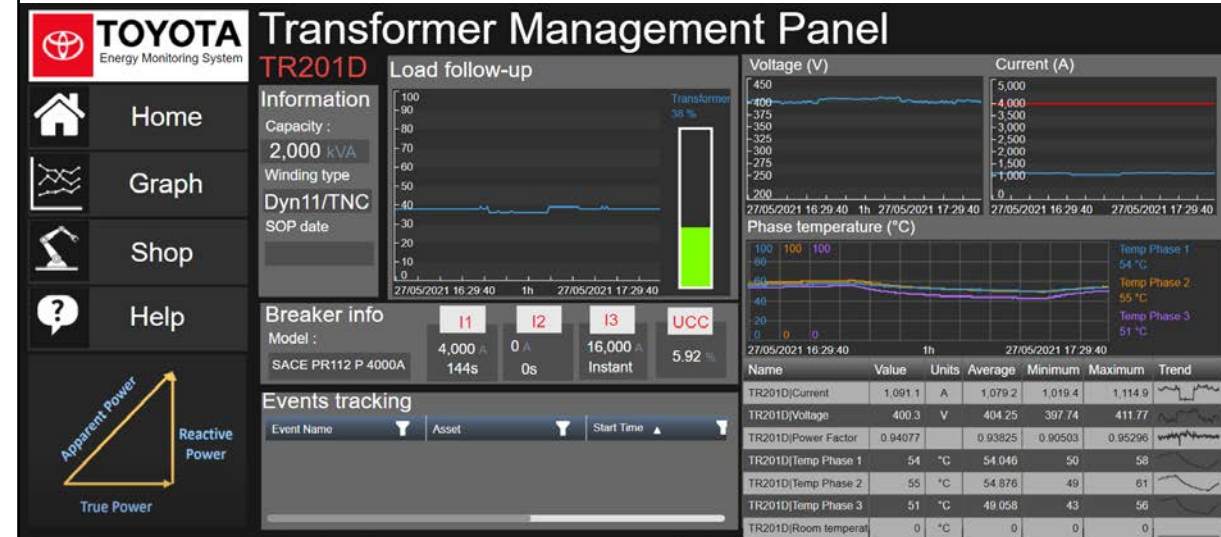 TOYOTA
Energy Monitoring System
Transformer Management Panel
Home
Graph
Shop
Help
Apparent Power
Reactive
Power
True Power
TR201D
Information
Capacity :
2,000 kVA
Winding type
Dyn11/TNC
SOP date
Load follow-up
100
90
80
70
60
50
40
30
20
10
0
27/05/2021 16:29:40 1h 27/05/2021 17:29:40
Transformer
38 %
Breaker info
Model :
SACE PR112 P 4000A
I1 I2 I3 UCC
4,000 A 0 A 16,000 A 5.92 %
144s 0s Instant
Events tracking
Event Name Asset Start Time
Voltage (V)
450
400
375
350
325
300
275
250
200
27/05/2021 16:29:40 1h 27/05/2021 17:29:40
Current (A)
5,000
4,000
3,500
3,000
2,500
2,000
1,500
1,000
0
27/05/2021 16:29:40 27/05/2021 17:29:40
Phase temperature (°C)
100 100 100
80
60
40
20
0 0 0
27/05/2021 16:29:40 1h 27/05/2021 17:29:40
Temp Phase 1
54 °C
Temp Phase 2
55 °C
Temp Phase 3
51 °C
Name Value Units Average Minimum Maximum Trend
TR201D|Current 1,091.1 A 1,079.2 1,019.4 1,114.9
TR201D|Voltage 400.3 V 404.25 397.74 411.77
TR201D|Power Factor 0.94077 0.93825 0.90503 0.95296
TR201D|Temp Phase 1 54 °C 54.046 50 58
TR201D|Temp Phase 2 55 °C 54.876 49 61
TR201D|Temp Phase 3 51 °C 49.058 43 56
TR201D|Room temperat 0 °C 0 0 0